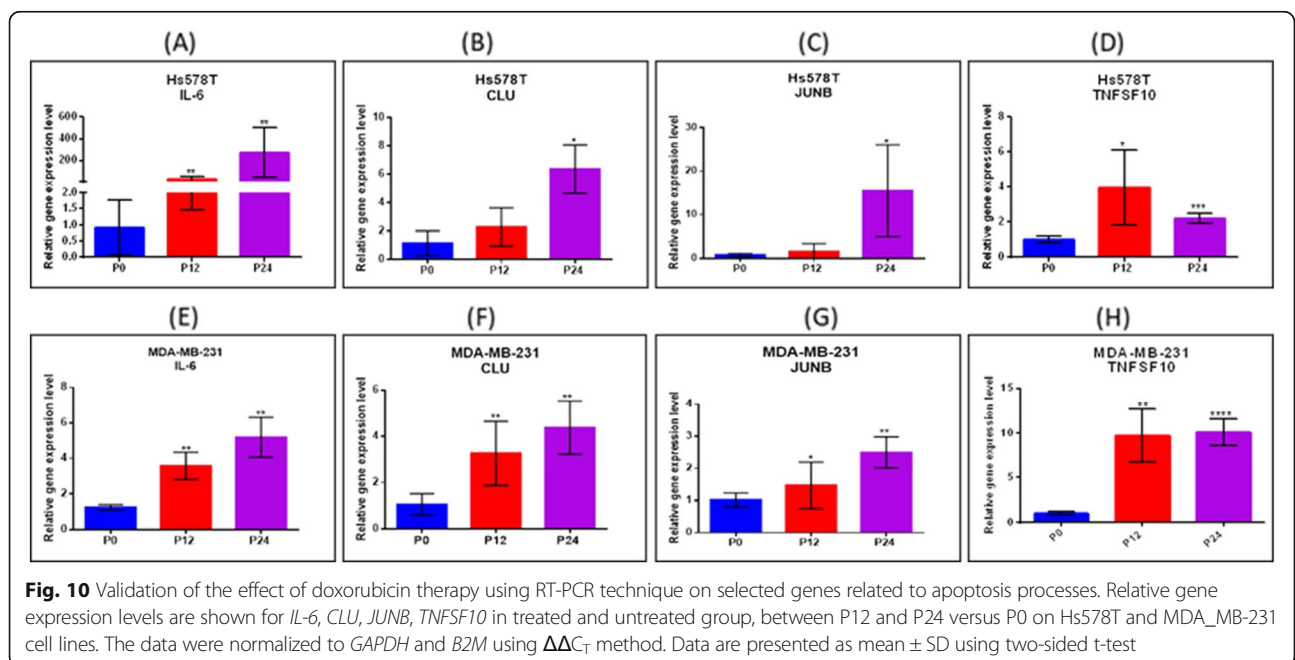 (A)
Hs578T
IL-6
Relative gene expression level
600
400
200
2.0
1.5
1.0
0.5
0.0
**
**
P0 P12 P24
(B)
Hs578T
CLU
Relative gene expression level
10
8
6
4
2
0
*
P0 P12 P24
(C)
Hs578T
JUNB
Relative gene expression level
30
20
10
0
*
P0 P12 P24
(D)
Hs578T
TNFSF10
Relative gene expression level
8
6
4
2
0
*
***
P0 P12 P24
(E)
MDA-MB-231
IL-6
Relative gene expression level
8
6
4
2
0
**
**
P0 P12 P24
(F)
MDA-MB-231
CLU
Relative gene expression level
6
4
2
0
**
**
P0 P12 P24
(G)
MDA-MB-231
JUNB
Relative gene expression level
4
3
2
1
0
*
**
P0 P12 P24
(H)
MDA-MB-231
TNFSF10
Relative gene expression level
15
10
5
0
**
****
P0 P12 P24
Fig. 10 Validation of the effect of doxorubicin therapy using RT-PCR technique on selected genes related to apoptosis processes. Relative gene
expression levels are shown for IL-6, CLU, JUNB, TNFSF10 in treated and untreated group, between P12 and P24 versus P0 on Hs578T and MDA_MB-231
cell lines. The data were normalized to GAPDH and B2M using ΔΔCT method. Data are presented as mean ± SD using two-sided t-test